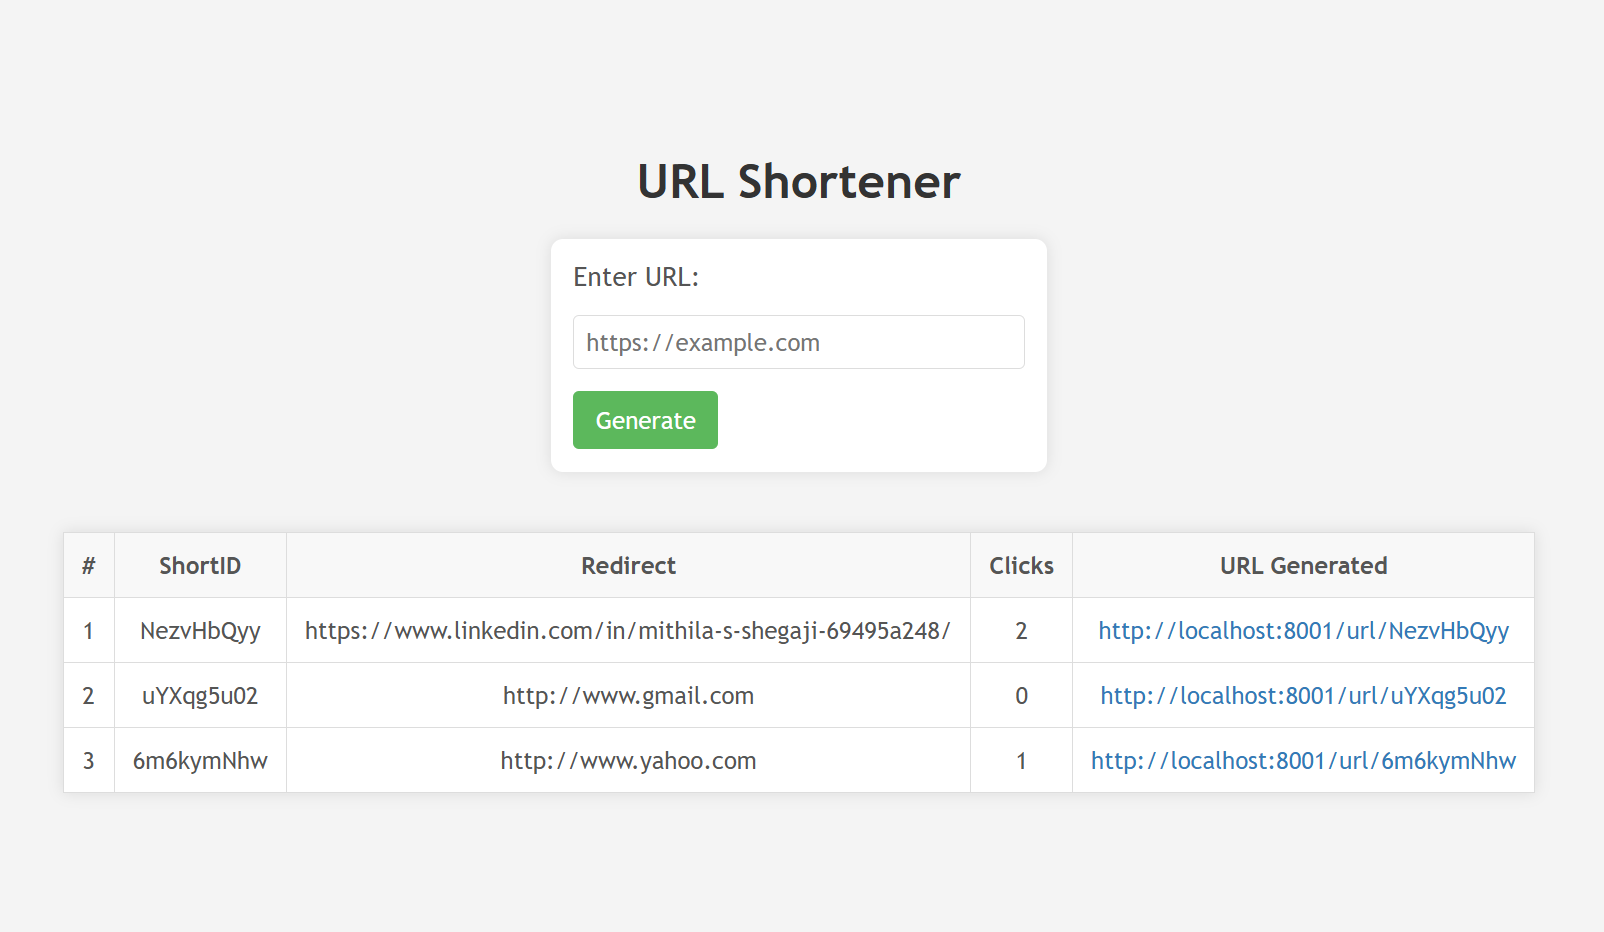 URL Shortener
Enter URL:
https://example.com
Generate
# ShortID Redirect Clicks URL Generated
1 NezvHbQyy https://www.linkedin.com/in/mithila-s-shegaji-69495a248/ 2 http://localhost:8001/url/NezvHbQyy
2 uYXqg5u02 http://www.gmail.com 0 http://localhost:8001/url/uYXqg5u02
3 6m6kymNhw http://www.yahoo.com 1 http://localhost:8001/url/6m6kymNhw